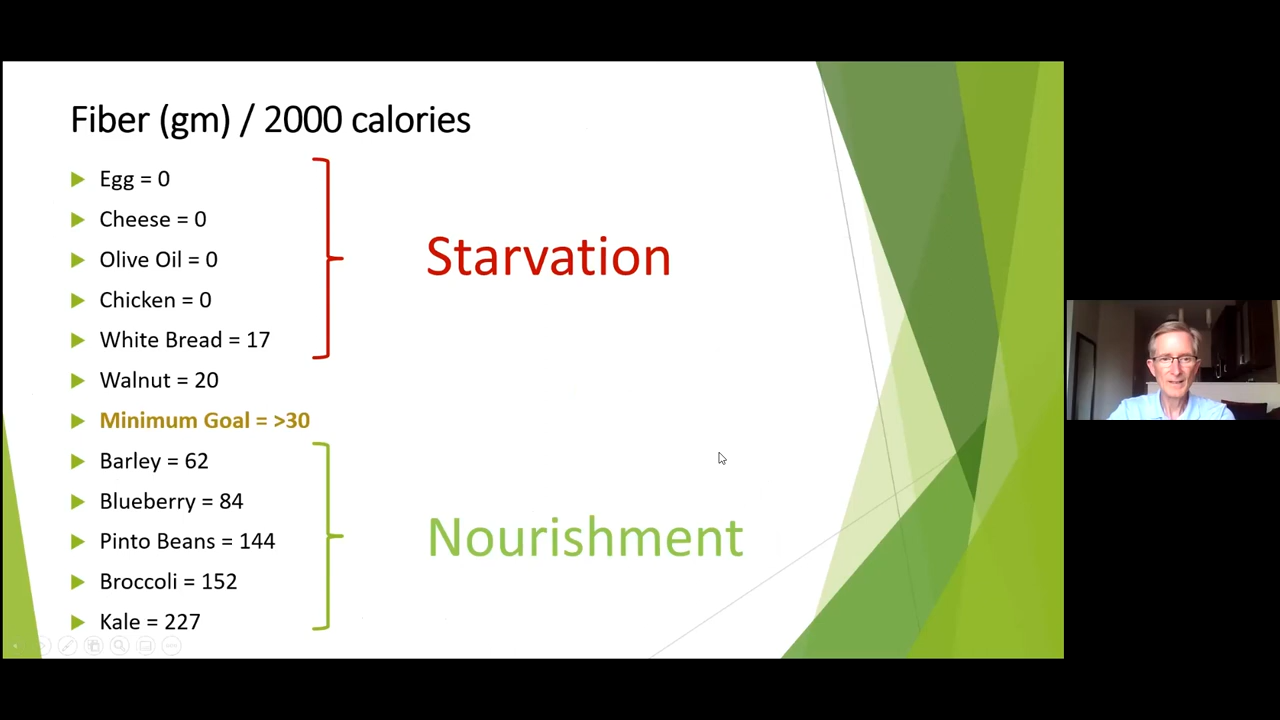 Fiber (gm) / 2000 calories
Egg = 0
Cheese = 0
Olive Oil = 0
Chicken = 0
White Bread = 17
Walnut = 20
Minimum Goal = >30
Barley = 62
Blueberry = 84
Pinto Beans = 144
Broccoli = 152
Kale = 227
Starvation
Nourishment